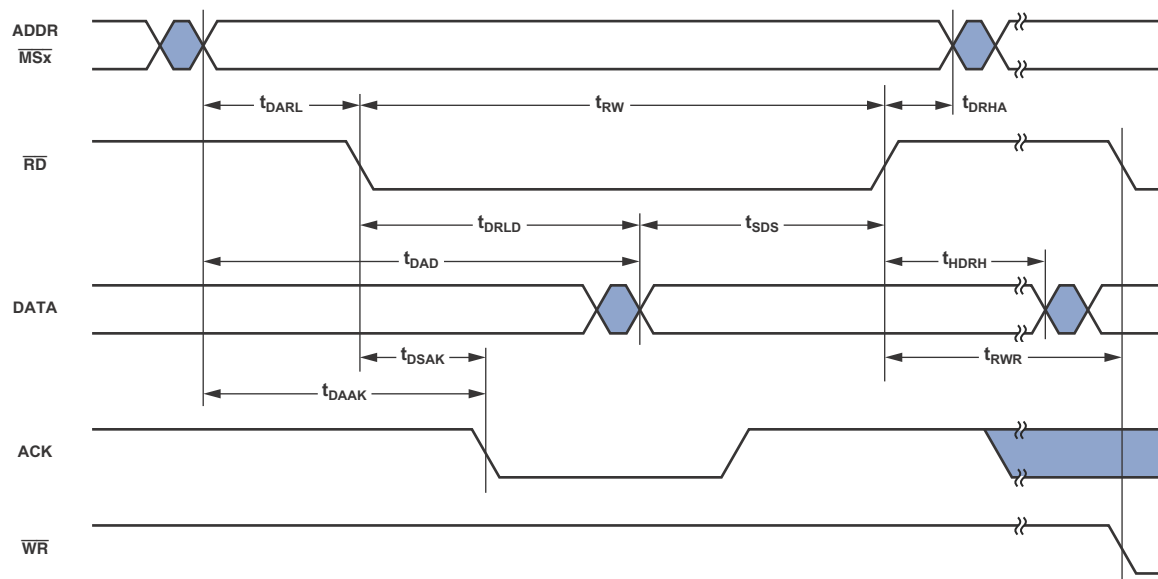 ADDR
MSx
tDARL
tRW
tDRHA
RD
tDRLD
tSDS
tDAD
tHDRH
DATA
tDSAK
tRWR
tDAAK
ACK
WR